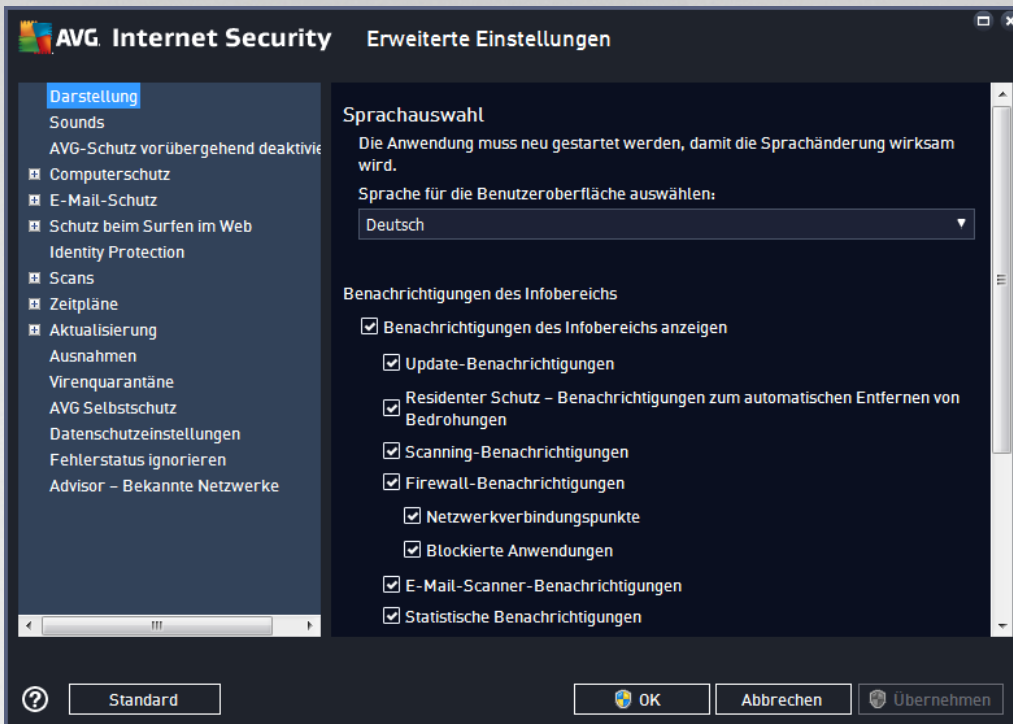 AVG Internet Security Erweiterte Einstellungen
Darstellung
Sounds
AVG-Schutz vorübergehend deaktivie
Computerschutz
E-Mail-Schutz
Schutz beim Surfen im Web
Identity Protection
Scans
Zeitpläne
Aktualisierung
Ausnahmen
Virenquarantäne
AVG Selbstschutz
Datenschutzeinstellungen
Fehlerstatus ignorieren
Advisor – Bekannte Netzwerke
Sprachauswahl
Die Anwendung muss neu gestartet werden, damit die Sprachänderung wirksam
wird.
Sprache für die Benutzeroberfläche auswählen:
Deutsch
Benachrichtigungen des Infobereichs
Benachrichtigungen des Infobereichs anzeigen
Update-Benachrichtigungen
Residenter Schutz – Benachrichtigungen zum automatischen Entfernen von
Bedrohungen
Scanning-Benachrichtigungen
Firewall-Benachrichtigungen
Netzwerkverbindungspunkte
Blockierte Anwendungen
E-Mail-Scanner-Benachrichtigungen
Statistische Benachrichtigungen
? Standard OK Abbrechen Übernehmen